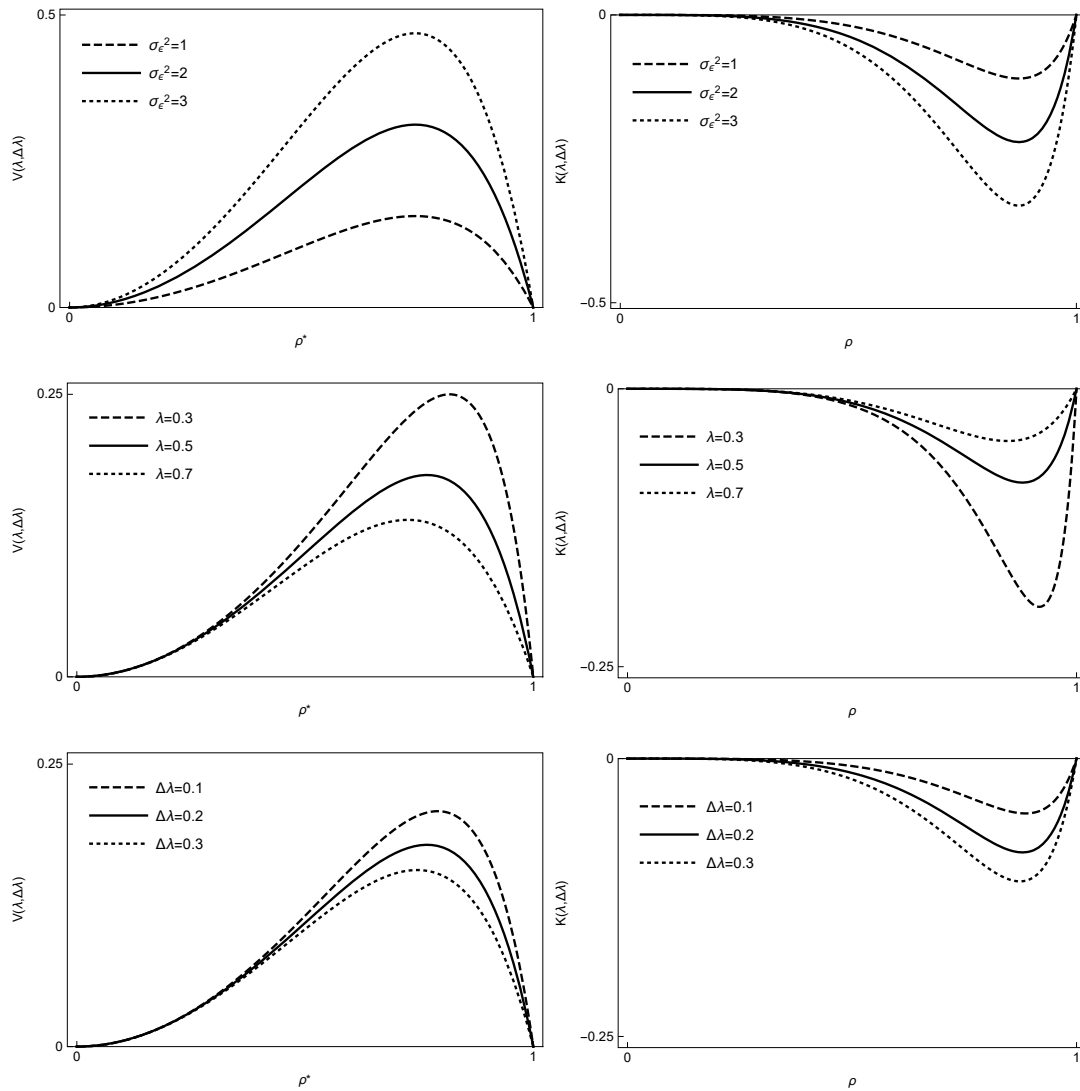 0.5
σϵ²=1
σϵ²=2
σϵ²=3
V(λ,Δλ)
0
0
1
ρ*
0
σϵ²=1
σϵ²=2
σϵ²=3
K(λ,Δλ)
−0.5
0
1
ρ
0.25
λ=0.3
λ=0.5
λ=0.7
V(λ,Δλ)
0
0
1
ρ*
0
λ=0.3
λ=0.5
λ=0.7
K(λ,Δλ)
−0.25
0
1
ρ
0.25
Δλ=0.1
Δλ=0.2
Δλ=0.3
V(λ,Δλ)
0
0
1
ρ*
0
Δλ=0.1
Δλ=0.2
Δλ=0.3
K(λ,Δλ)
−0.25
0
1
ρ